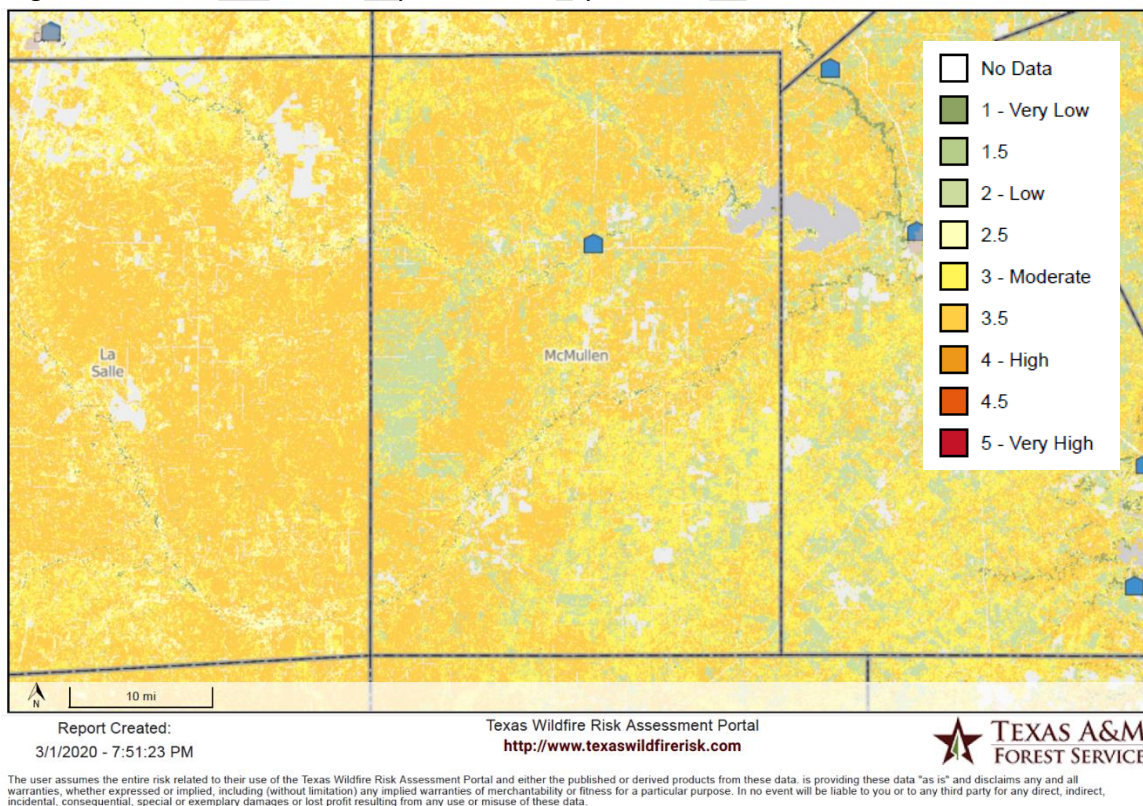 No Data
1 - Very Low
1.5
2 - Low
2.5
3 - Moderate
3.5
4 - High
4.5
5 - Very High
La
Salle
McMullen
N
10 mi
Report Created:
3/1/2020 - 7:51:23 PM
Texas Wildfire Risk Assessment Portal
http://www.texaswildfirerisk.com
TEXAS A&M
FOREST SERVICE
The user assumes the entire risk related to their use of the Texas Wildfire Risk Assessment Portal and either the published or derived products from these data. is providing these data "as is" and disclaims any and all
warranties, whether expressed or implied, including (without limitation) any implied warranties of merchantability or fitness for a particular purpose. In no event will be liable to you or to any third party for any direct, indirect,
incidental, consequential, special or exemplary damages or lost profit resulting from any use or misuse of these data.